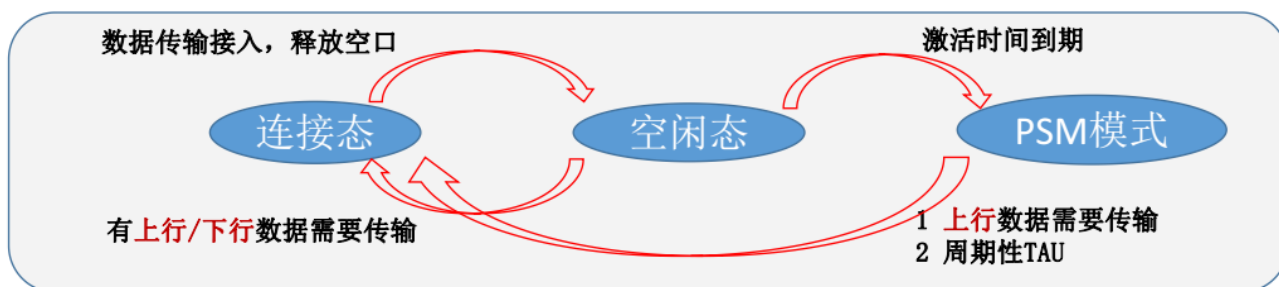 数据传输接入，释放空口
激活时间到期
连接态
空闲态
PSM模式
有上行/下行数据需要传输
1 上行数据需要传输
2 周期性TAU